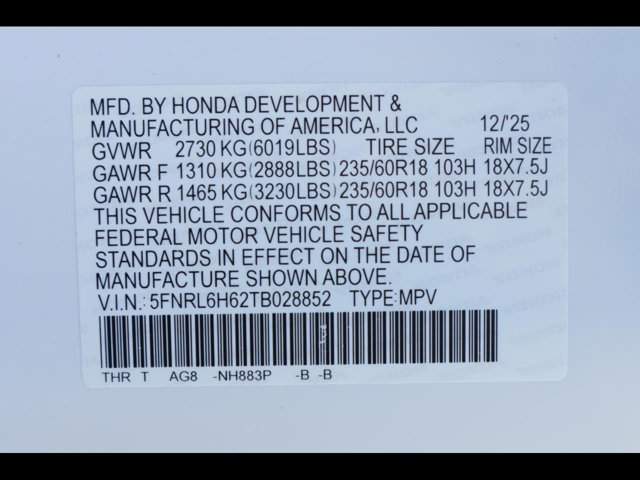 MFD. BY HONDA DEVELOPMENT &
MANUFACTURING OF AMERICA, LLC 12/'25
GVWR 2730 KG(6019LBS) TIRE SIZE RIM SIZE
GAWR F 1310 KG(2888LBS) 235/60R18 103H 18X7.5J
GAWR R 1465 KG(3230LBS) 235/60R18 103H 18X7.5J
THIS VEHICLE CONFORMS TO ALL APPLICABLE
FEDERAL MOTOR VEHICLE SAFETY
STANDARDS IN EFFECT ON THE DATE OF
MANUFACTURE SHOWN ABOVE.
V.I.N.: 5FNRL6H62TB028852 TYPE:MPV
THR T AG8 -NH883P -B -B